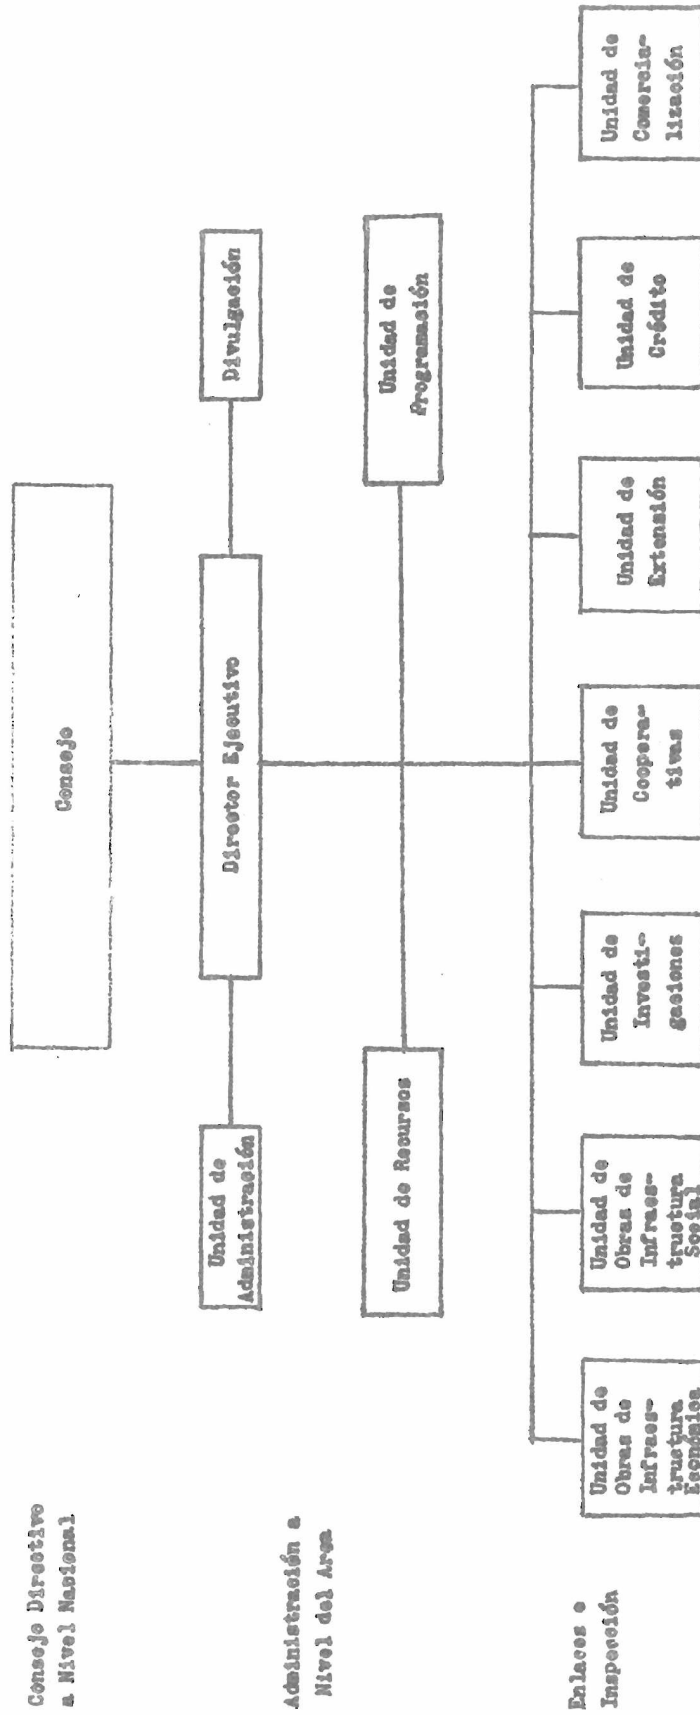 Consejo Directivo
a Nivel Nacional
Consejo
Administración a
Nivel del Area
Unidad de
Administración
Director Ejecutivo
Divulgación
Unidad de Recursos
Unidad de
Programación
Enlaces e
Inspección
Unidad de
Obras de
Infraes-
tructura
Económica
Unidad de
Obras de
Infraes-
tructura
Social
Unidad de
Investi-
gaciones
Unidad de
Coopera-
tivas
Unidad de
Extensión
Unidad de
Crédito
Unidad de
Comercia-
lización